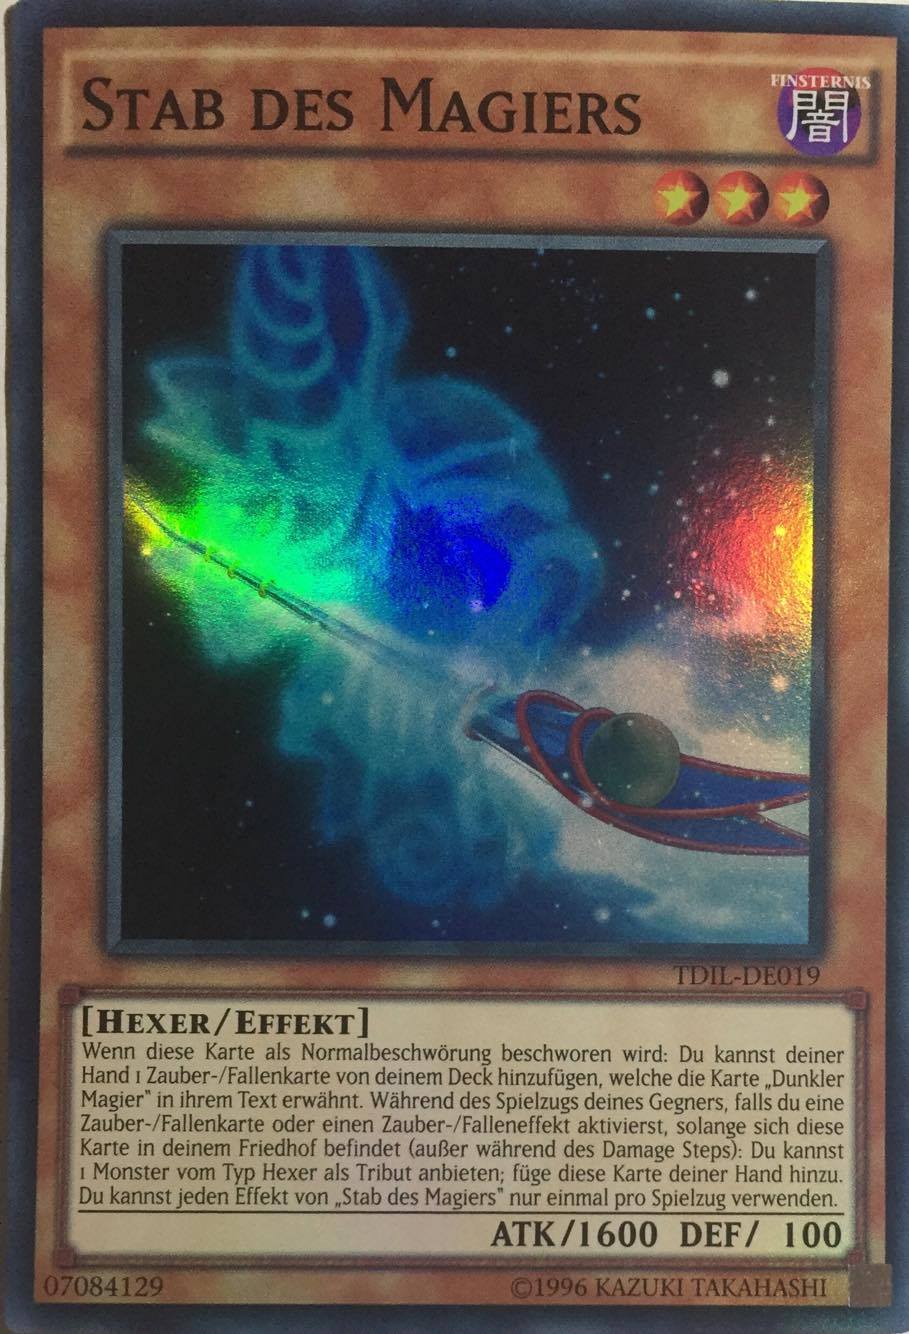 STAB DES MAGIERS
FINSTERNIS
闇
TDIL-DE019
[HEXER/EFFEKT]
Wenn diese Karte als Normalbeschwörung beschworen wird: Du kannst deiner
Hand 1 Zauber-/Fallenkarte von deinem Deck hinzufügen, welche die Karte „Dunkler
Magier" in ihrem Text erwähnt. Während des Spielzugs deines Gegners, falls du eine
Zauber-/Fallenkarte oder einen Zauber-/Falleneffekt aktivierst, solange sich diese
Karte in deinem Friedhof befindet (außer während des Damage Steps): Du kannst
1 Monster vom Typ Hexer als Tribut anbieten; füge diese Karte deiner Hand hinzu.
Du kannst jeden Effekt von „Stab des Magiers" nur einmal pro Spielzug verwenden.
ATK/1600 DEF/ 100
07084129 ©1996 KAZUKI TAKAHASHI